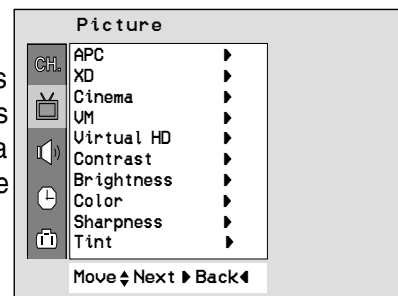 Picture
CH.
APC
XD
Cinema
VM
Virtual HD
Contrast
Brightness
Color
Sharpness
Tint
Move Next Back
s
s
a
e